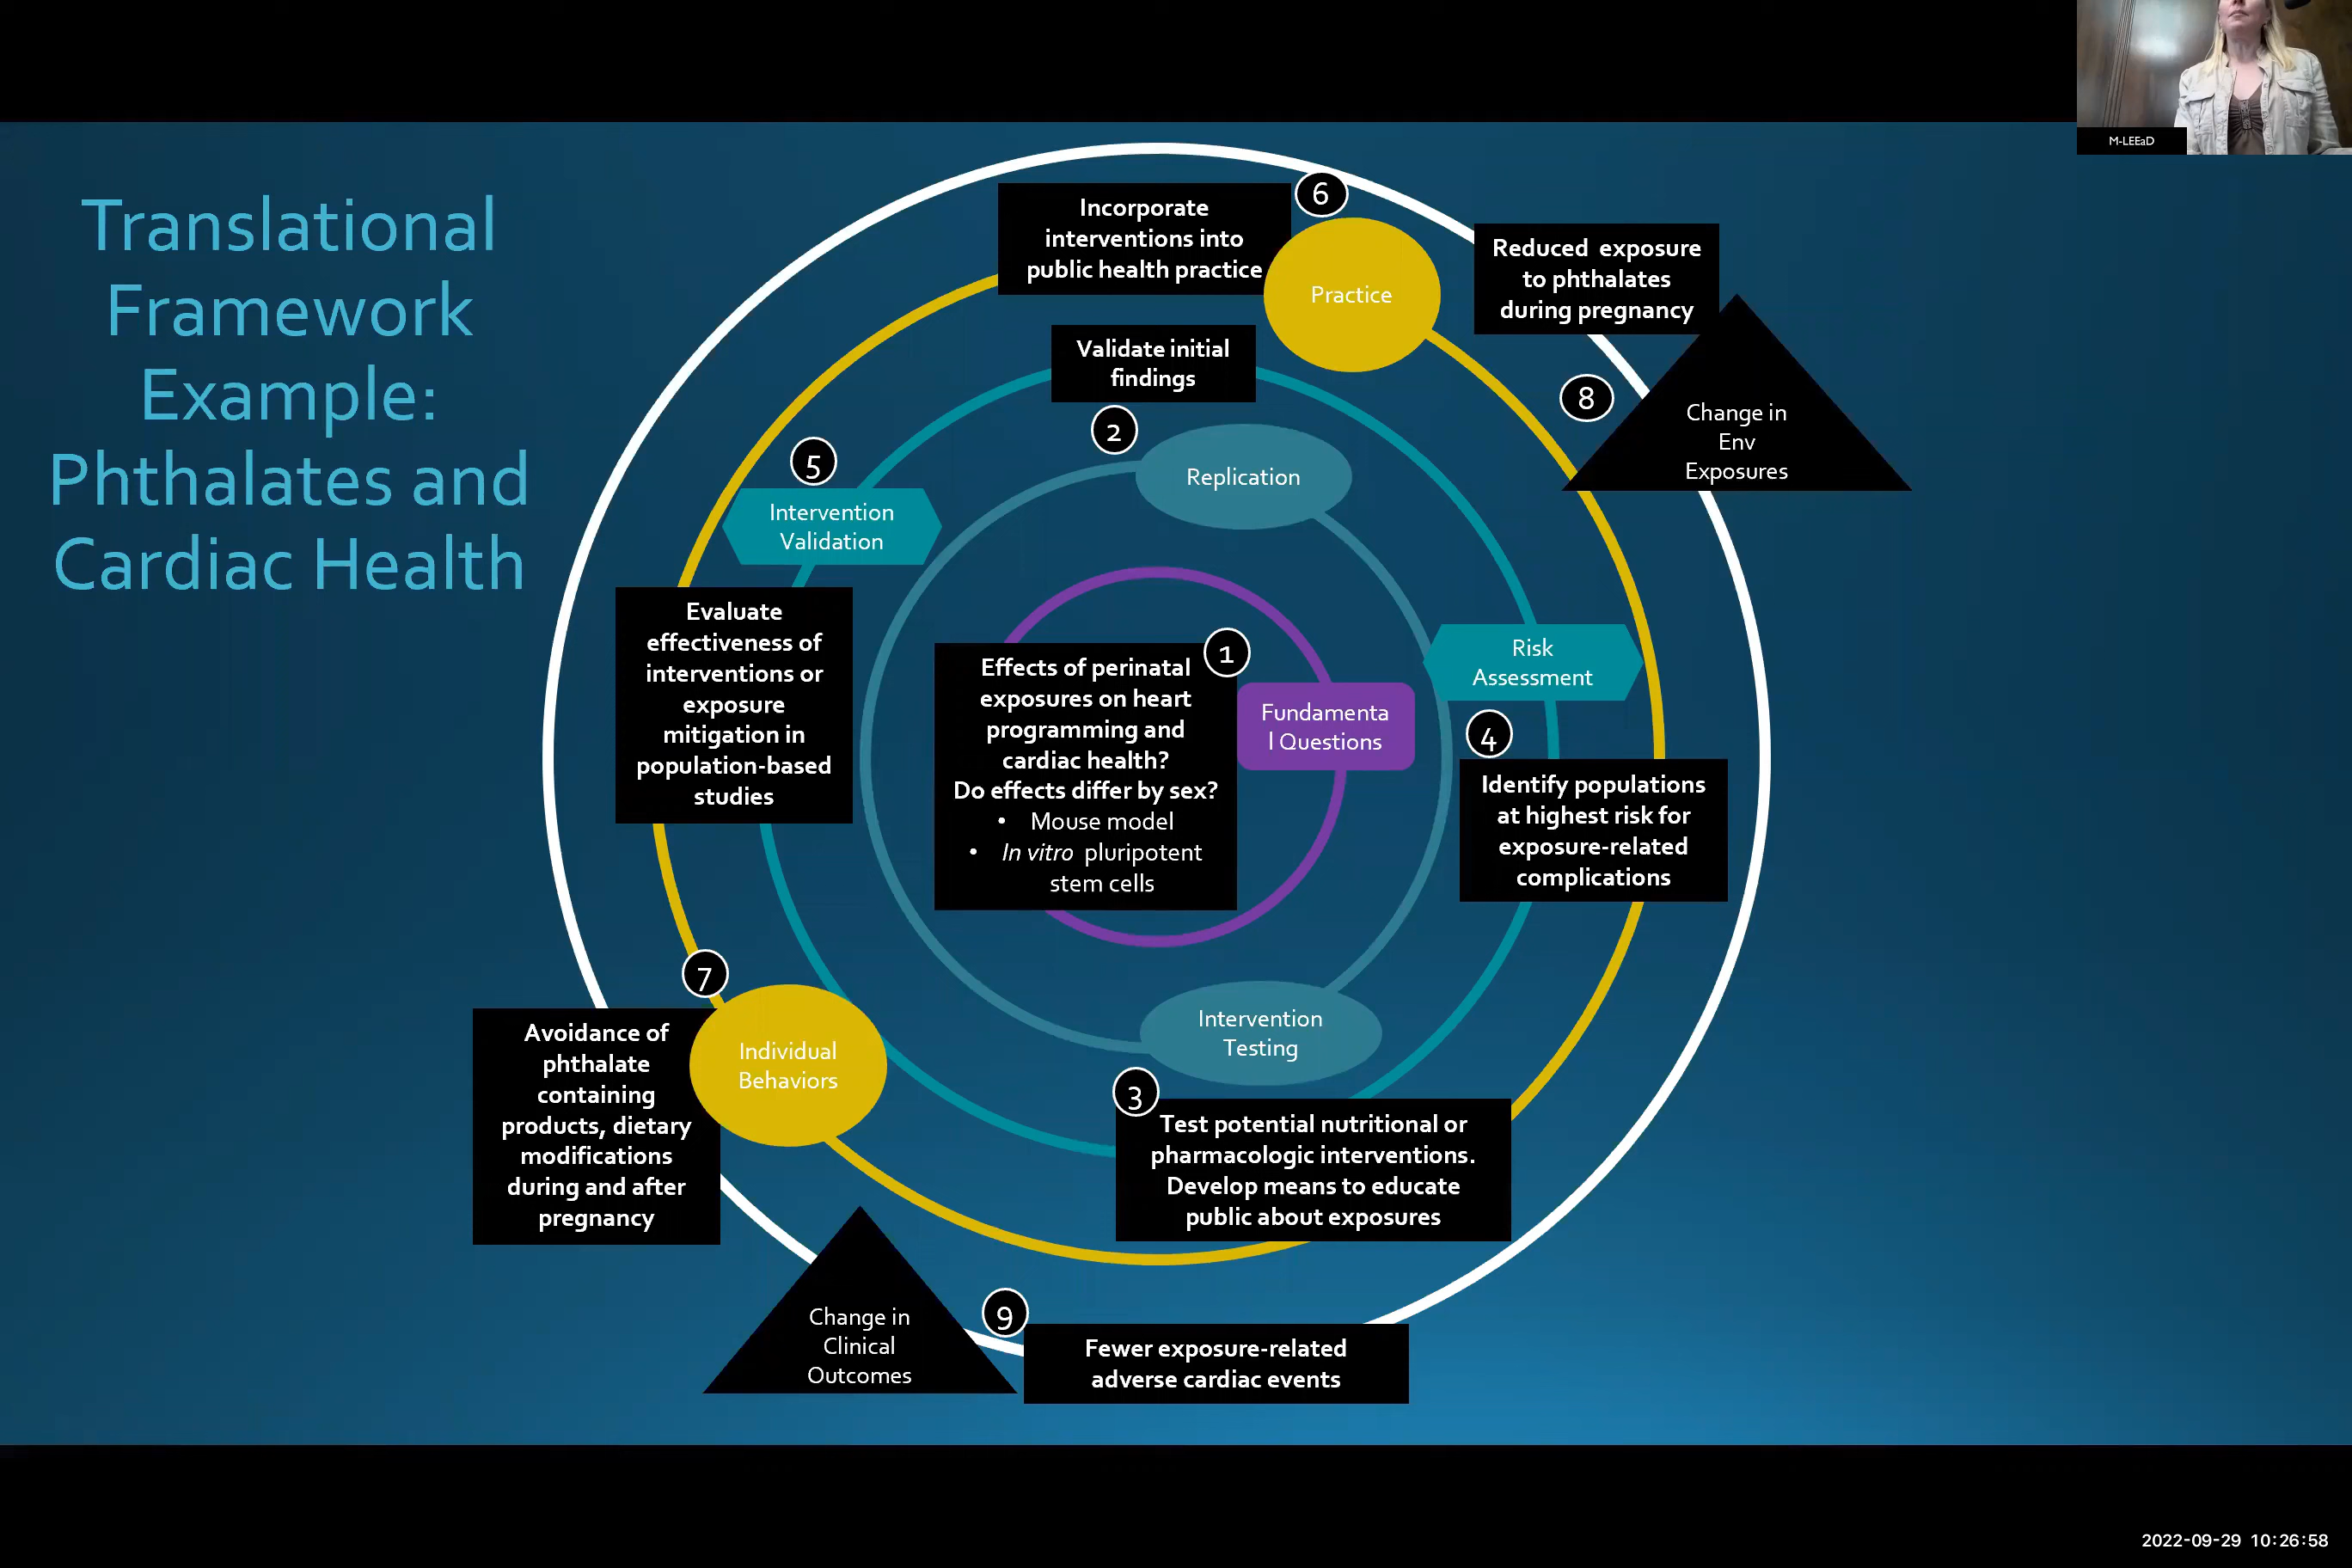 M-LEEaD
Translational
Framework
Example:
Phthalates and
Cardiac Health
6
Incorporate
interventions into
public health practice
Practice
Reduced exposure
to phthalates
during pregnancy
8
Change in
Env
Exposures
Validate initial
findings
2
Replication
5
Intervention
Validation
Evaluate
effectiveness of
interventions or
exposure
mitigation in
population-based
studies
1
Effects of perinatal
exposures on heart
programming and
cardiac health?
Do effects differ by sex?
• Mouse model
• In vitro pluripotent
stem cells
Fundamenta
l Questions
Risk
Assessment
4
Identify populations
at highest risk for
exposure-related
complications
7
Individual
Behaviors
Avoidance of
phthalate
containing
products, dietary
modifications
during and after
pregnancy
Intervention
Testing
3
Test potential nutritional or
pharmacologic interventions.
Develop means to educate
public about exposures
Change in
Clinical
Outcomes
9
Fewer exposure-related
adverse cardiac events
2022-09-29 10:26:58